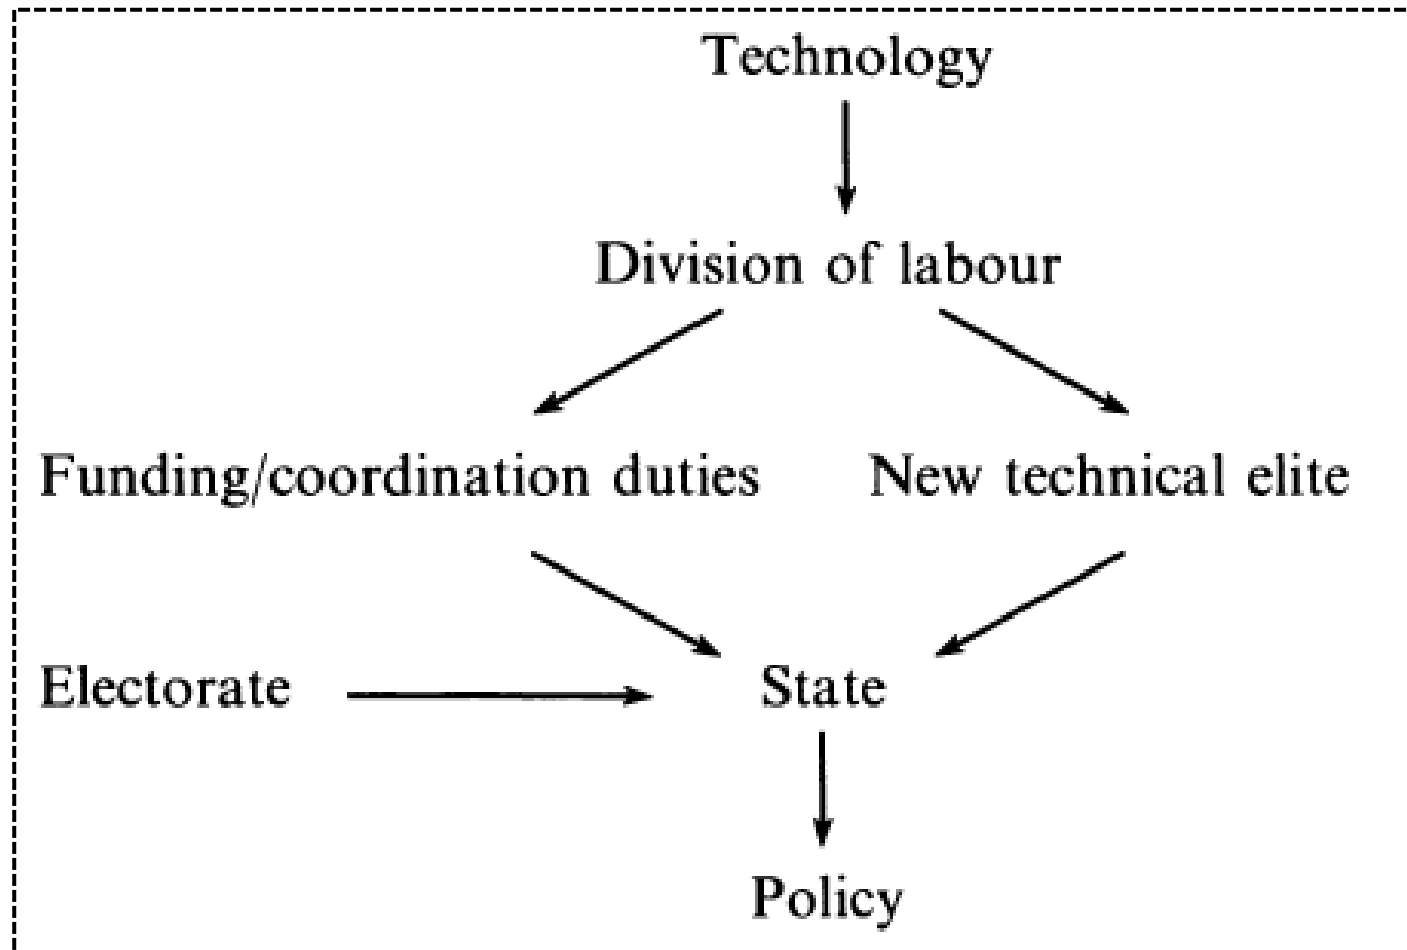 Technology
Division of labour
Funding/coordination duties New technical elite
Electorate State
Policy